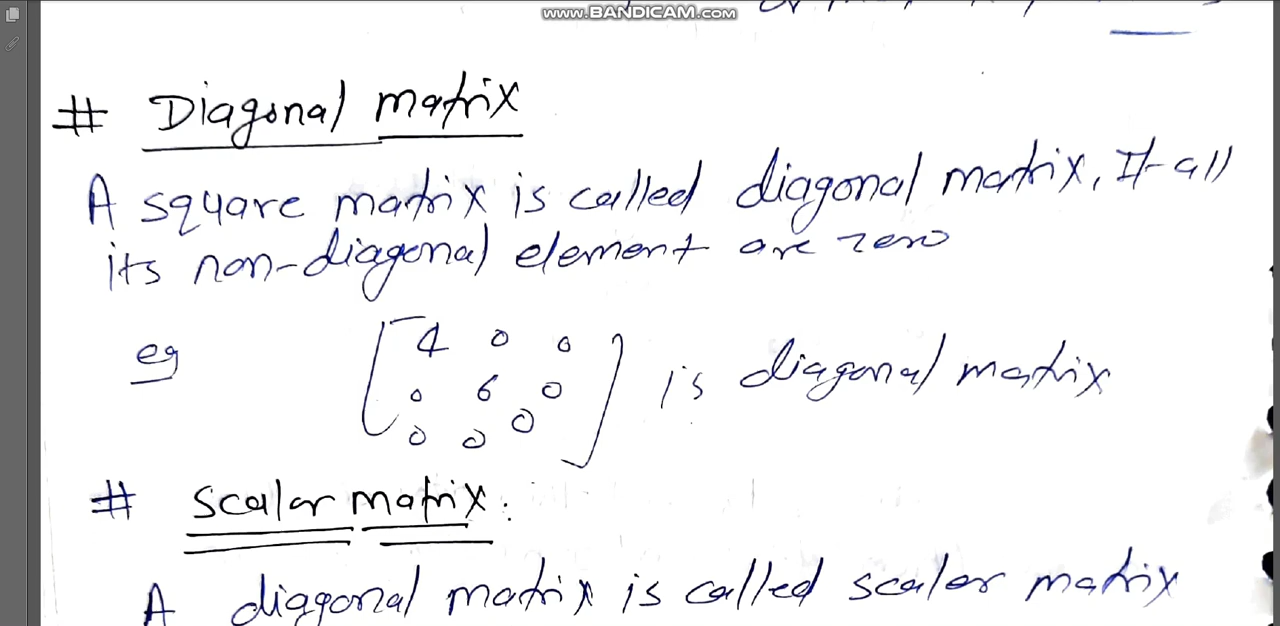 www.BANDICAM.com
# Diagonal matrix
A square matrix is called diagonal matrix, If all
its non-diagonal element are zero
eg
4 0 0
0 6 0 is diagonal matrix
0 0 0
# Scalar matrix:
A diagonal matrix is called scalar matrix